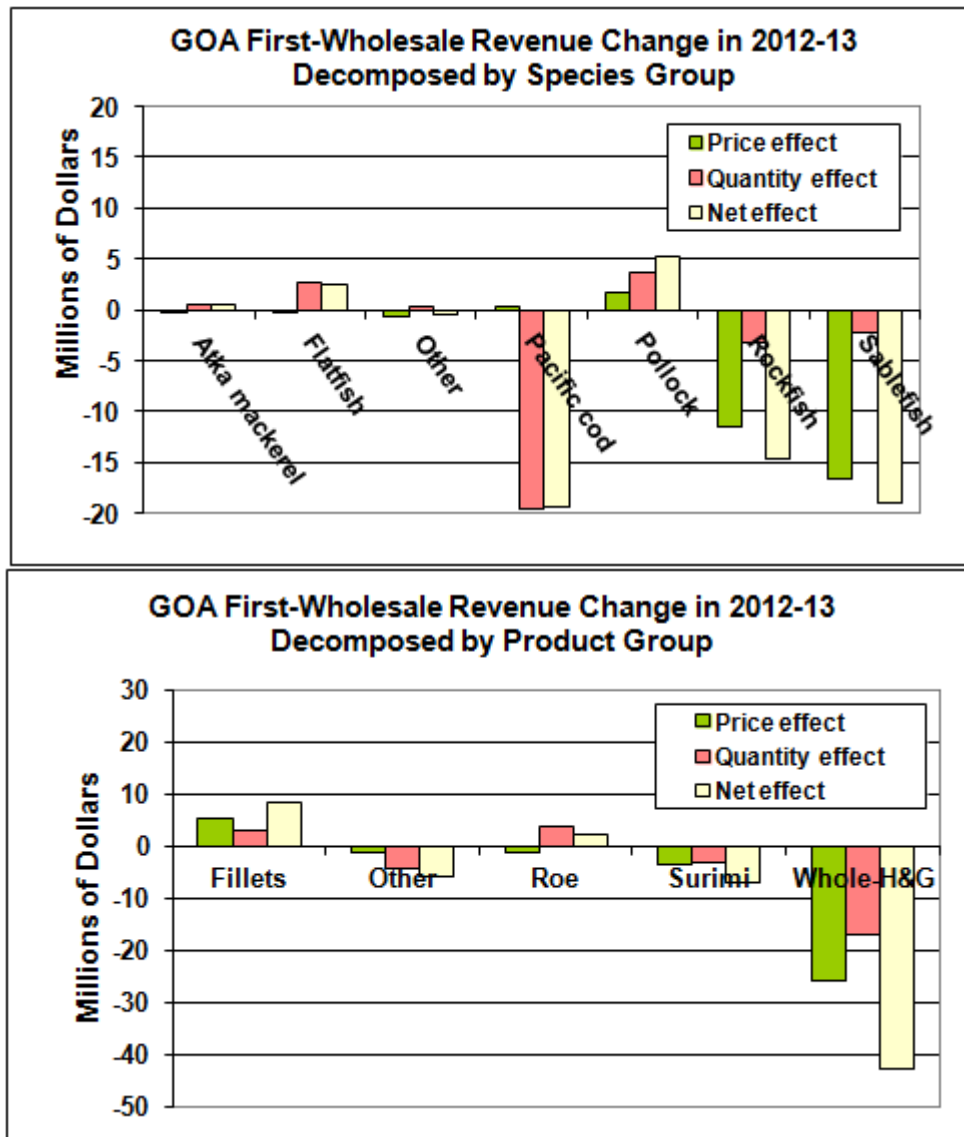 GOA First-Wholesale Revenue Change in 2012-13
Decomposed by Species Group
Millions of Dollars
20
15
10
5
0
-5
-10
-15
-20
Price effect
Quantity effect
Net effect
Atka mackerel
Flatfish
Other
Pacific cod
Pollock
Rockfish
Sablefish
GOA First-Wholesale Revenue Change in 2012-13
Decomposed by Product Group
Millions of Dollars
30
20
10
0
-10
-20
-30
-40
-50
Price effect
Quantity effect
Net effect
Fillets
Other
Roe
Surimi
Whole-H&G